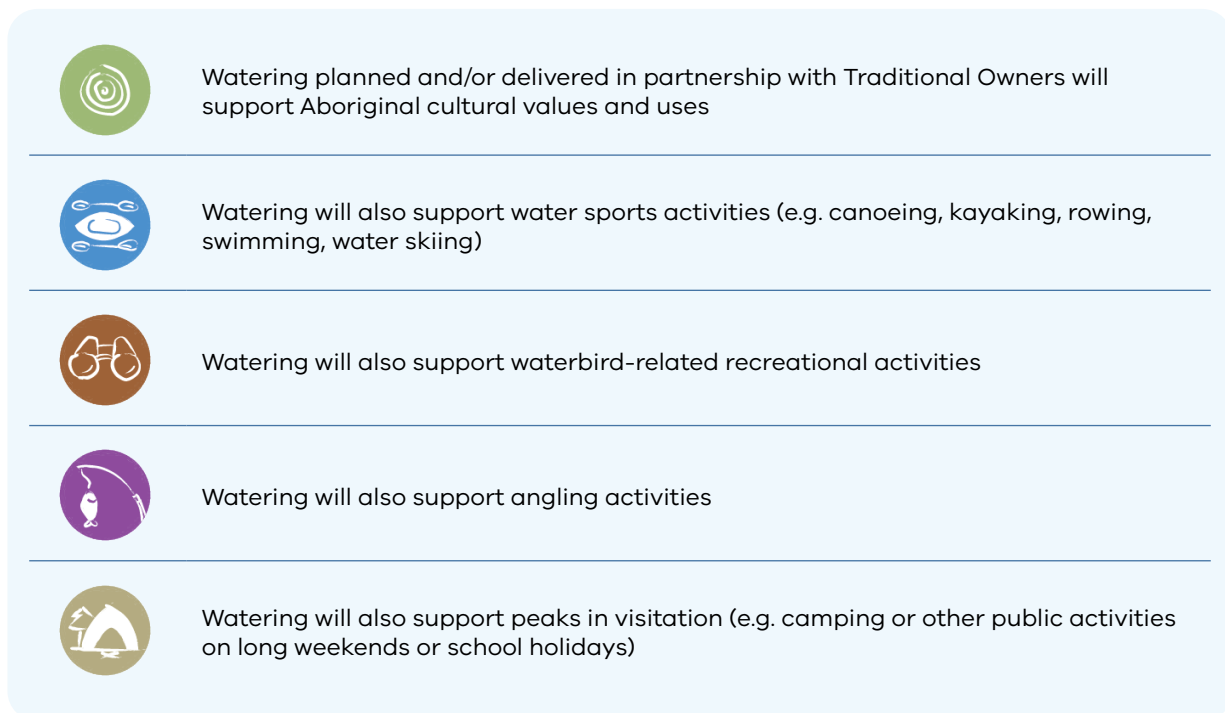 Watering planned and/or delivered in partnership with Traditional Owners will
support Aboriginal cultural values and uses
Watering will also support water sports activities (e.g. canoeing, kayaking, rowing,
swimming, water skiing)
Watering will also support waterbird-related recreational activities
Watering will also support angling activities
Watering will also support peaks in visitation (e.g. camping or other public activities
on long weekends or school holidays)